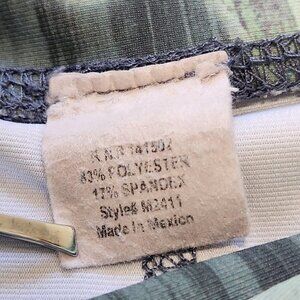 83% POLYESTER
17% SPANDEX
Style# M2411
Made in Mexico